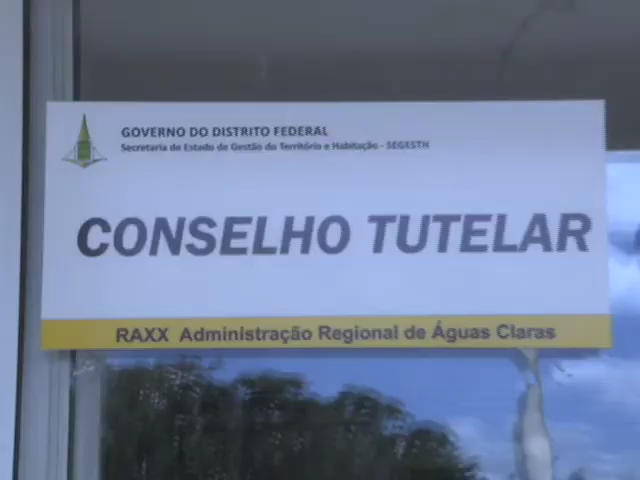 GOVERNO DO DISTRITO FEDERAL
Secretaria de Estado de Gestão do Território e Habitação - SEGESTH
CONSELHO TUTELAR
RAXX Administração Regional de Águas Claras